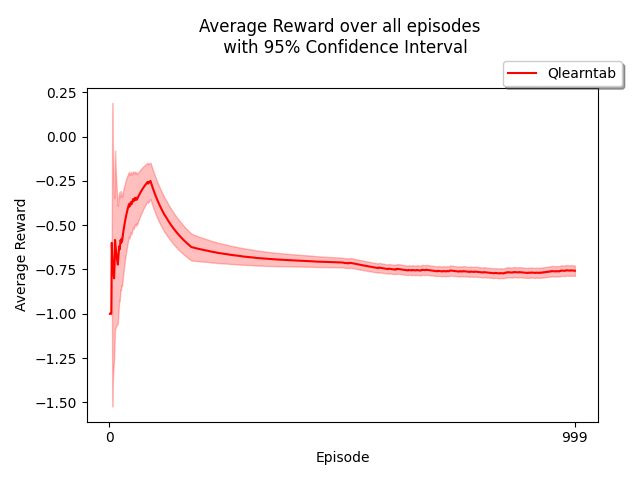 Average Reward over all episodes
with 95% Confidence Interval
Qlearntab
0.25
0.00
−0.25
−0.50
−0.75
−1.00
−1.25
−1.50
Average Reward
0 999
Episode